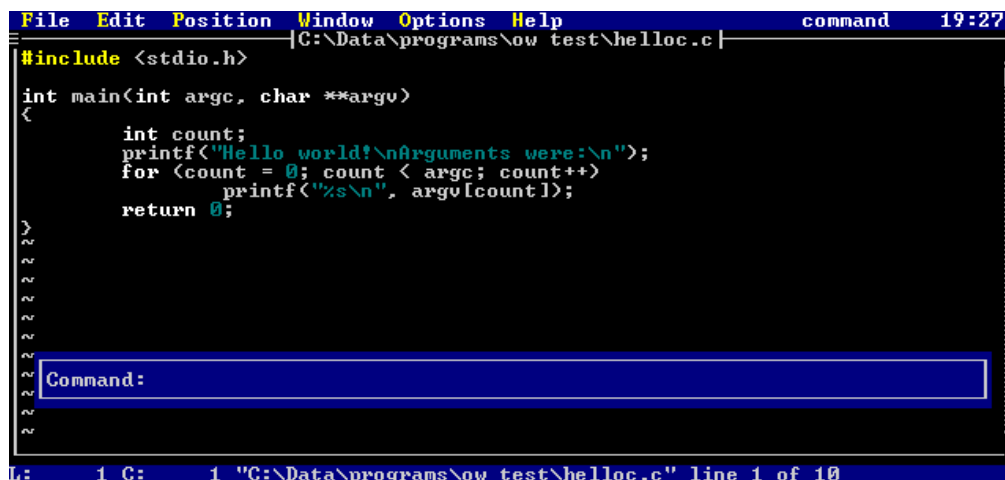 File Edit Position Window Options Help command 19:27
C:\Data\programs\ow test\helloc.c
#include <stdio.h>
int main(int argc, char **argv)
{
int count;
printf("Hello world!\nArguments were:\n");
for (count = 0; count < argc; count++)
printf("%s\n", argv[count]);
return 0;
}
~
~
~
~
~
~
~
~
~
~
~
Command:
L: 1 C: 1 "C:\Data\programs\ow test\helloc.c" line 1 of 10